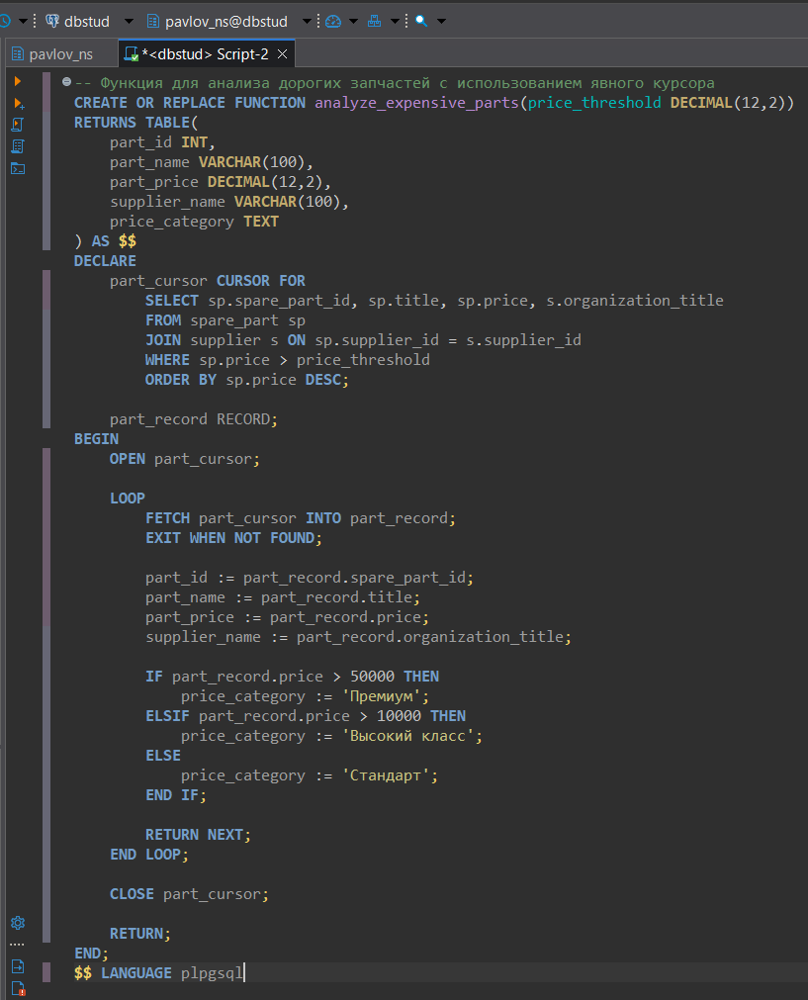 dbstud pavlov_ns@dbstud
pavlov_ns *<dbstud> Script-2
-- Функция для анализа дорогих запчастей с использованием явного курсора
CREATE OR REPLACE FUNCTION analyze_expensive_parts(price_threshold DECIMAL(12,2))
RETURNS TABLE(
    part_id INT,
    part_name VARCHAR(100),
    part_price DECIMAL(12,2),
    supplier_name VARCHAR(100),
    price_category TEXT
) AS $$
DECLARE
    part_cursor CURSOR FOR
        SELECT sp.spare_part_id, sp.title, sp.price, s.organization_title
        FROM spare_part sp
        JOIN supplier s ON sp.supplier_id = s.supplier_id
        WHERE sp.price > price_threshold
        ORDER BY sp.price DESC;

    part_record RECORD;
BEGIN
    OPEN part_cursor;

    LOOP
        FETCH part_cursor INTO part_record;
        EXIT WHEN NOT FOUND;

        part_id := part_record.spare_part_id;
        part_name := part_record.title;
        part_price := part_record.price;
        supplier_name := part_record.organization_title;

        IF part_record.price > 50000 THEN
            price_category := 'Премиум';
        ELSIF part_record.price > 10000 THEN
            price_category := 'Высокий класс';
        ELSE
            price_category := 'Стандарт';
        END IF;

        RETURN NEXT;
    END LOOP;

    CLOSE part_cursor;

    RETURN;
END;
$$ LANGUAGE plpgsql